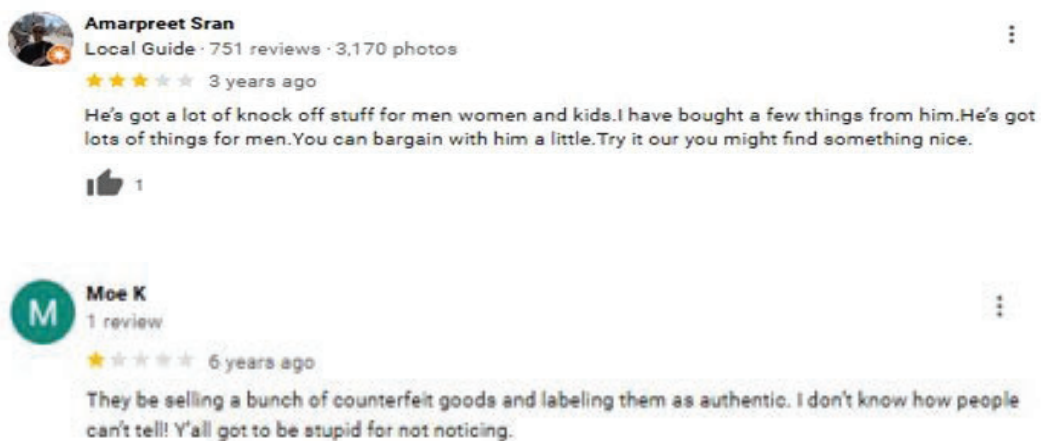 Amarpreet Sran
Local Guide · 751 reviews · 3,170 photos
3 years ago
He's got a lot of knock off stuff for men women and kids.I have bought a few things from him.He's got
lots of things for men.You can bargain with him a little.Try it our you might find something nice.
1
Moe K
M
1 review
6 years ago
They be selling a bunch of counterfeit goods and labeling them as authentic. I don't know how people
can't tell! Y'all got to be stupid for not noticing.